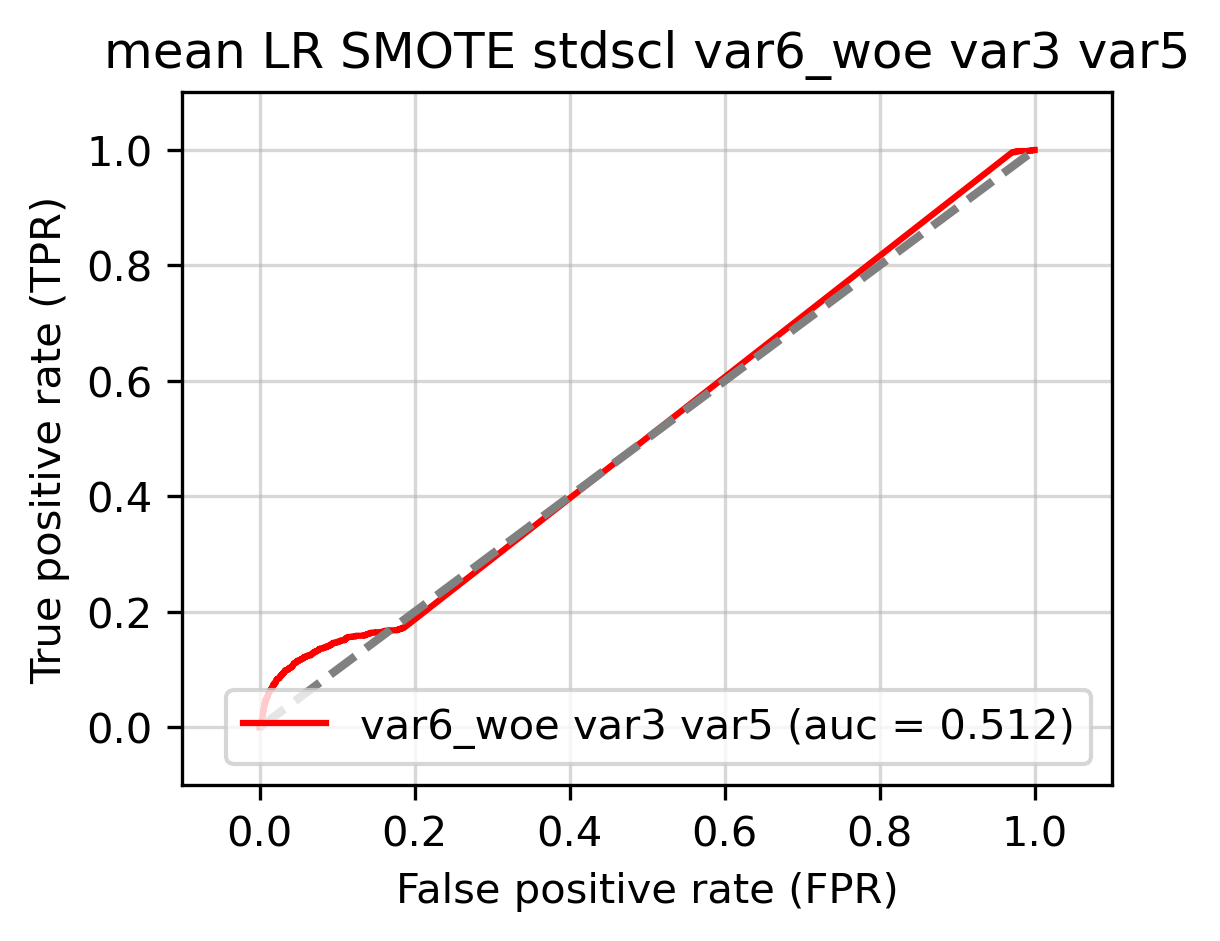 mean LR SMOTE stdscl var6_woe var3 var5
True positive rate (TPR)
1.0
0.8
0.6
0.4
0.2
0.0
var6_woe var3 var5 (auc = 0.512)
0.0 0.2 0.4 0.6 0.8 1.0
False positive rate (FPR)